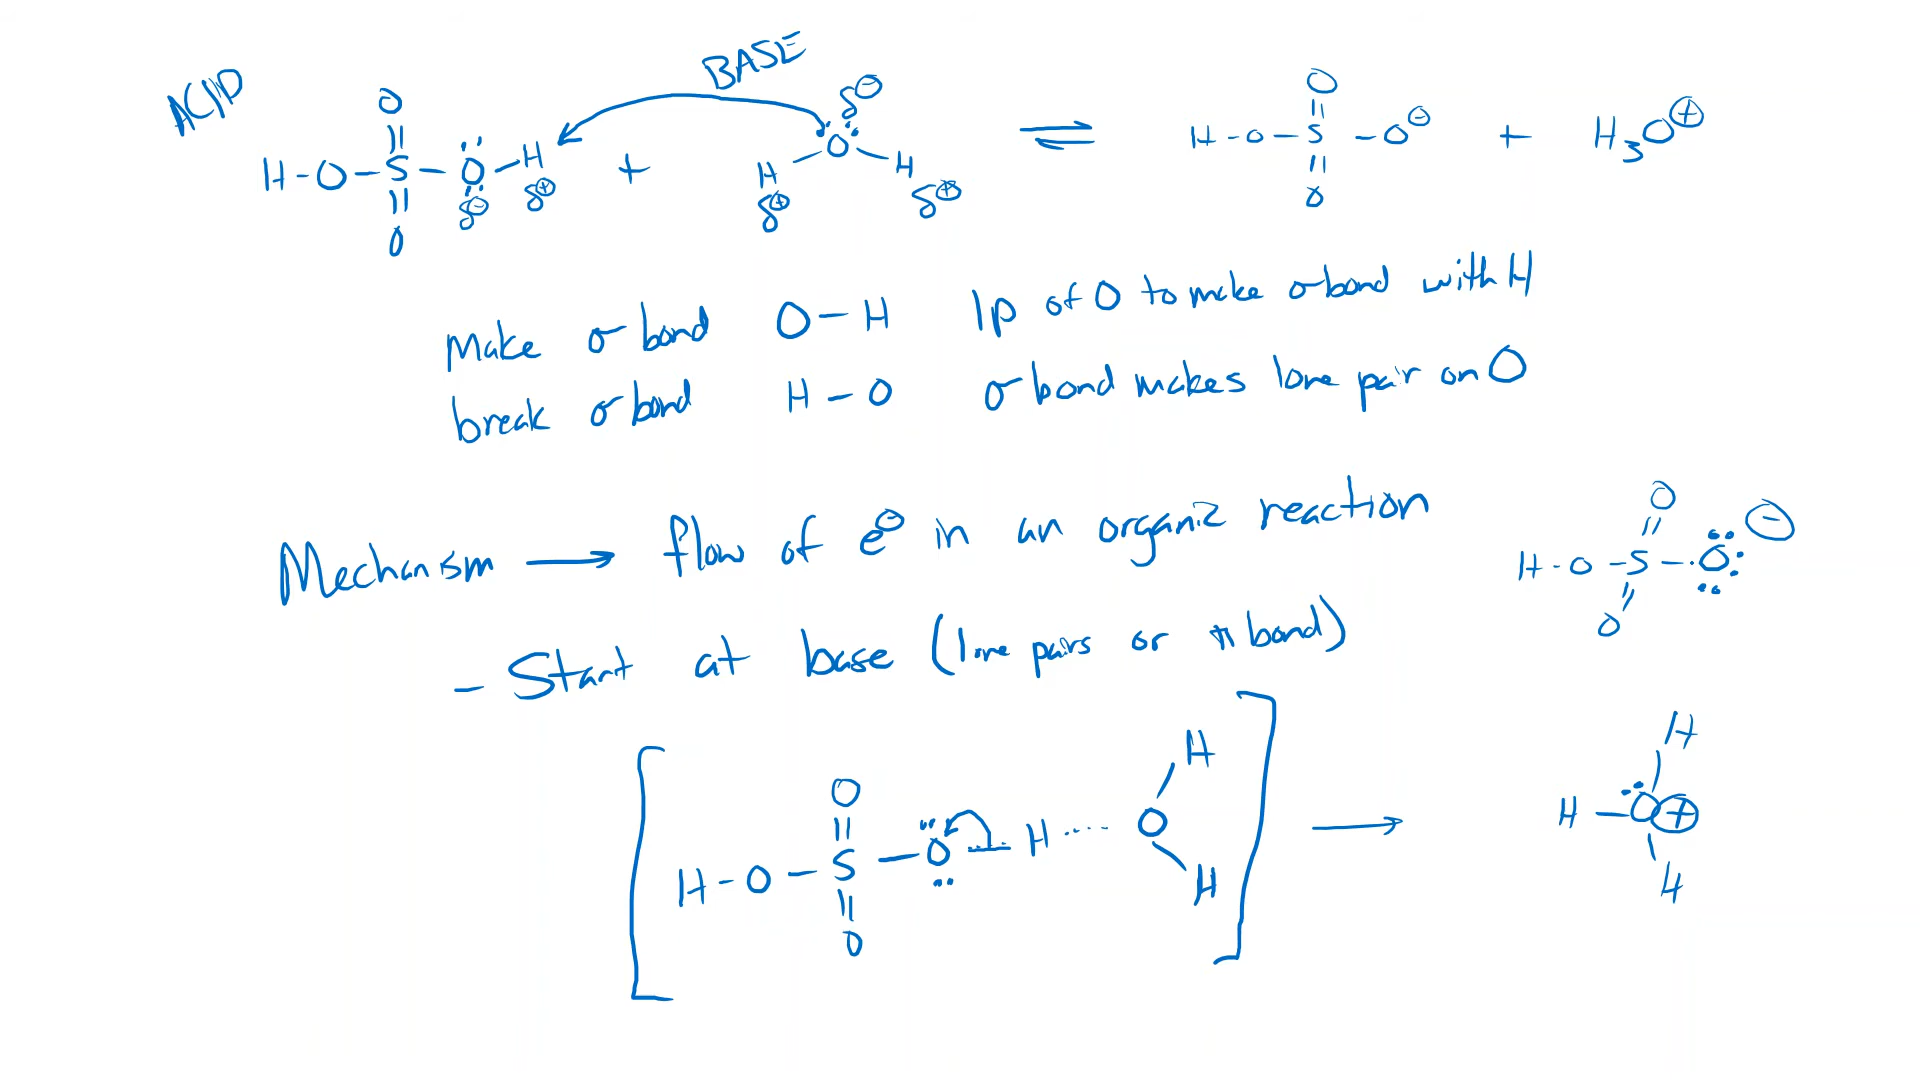 ACID
BASE
H-O-S-O-H + O H H ⇌ H-O-S-O⊖ + H₃O⊕
O O δ⊖ δ⊕ δ⊖ δ⊕ δ⊕ O O
Make σ bond O-H lp of O to make σ bond with H
break σ bond H-O σ bond makes lone pair on O
Mechanism → flow of e⊖ in an organic reaction
- Start at base (lone pairs or π bond)
O
H-O-S-O: ⊖
O
[ O H
H-O-S-O-H····O
O H ] →
H
H-O⊕
H